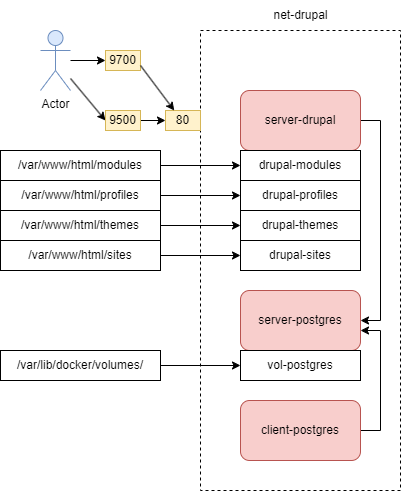 net-drupal
9700
Actor
9500
80
server-drupal
/var/www/html/modules
drupal-modules
/var/www/html/profiles
drupal-profiles
/var/www/html/themes
drupal-themes
/var/www/html/sites
drupal-sites
server-postgres
/var/lib/docker/volumes/
vol-postgres
client-postgres